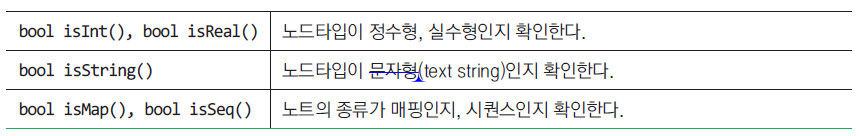 bool isInt(), bool isReal() 노드타입이 정수형, 실수형인지 확인한다.
bool isString() 노드타입이 문자형(text string)인지 확인한다.
bool isMap(), bool isSeq() 노트의 종류가 매핑인지, 시퀀스인지 확인한다.